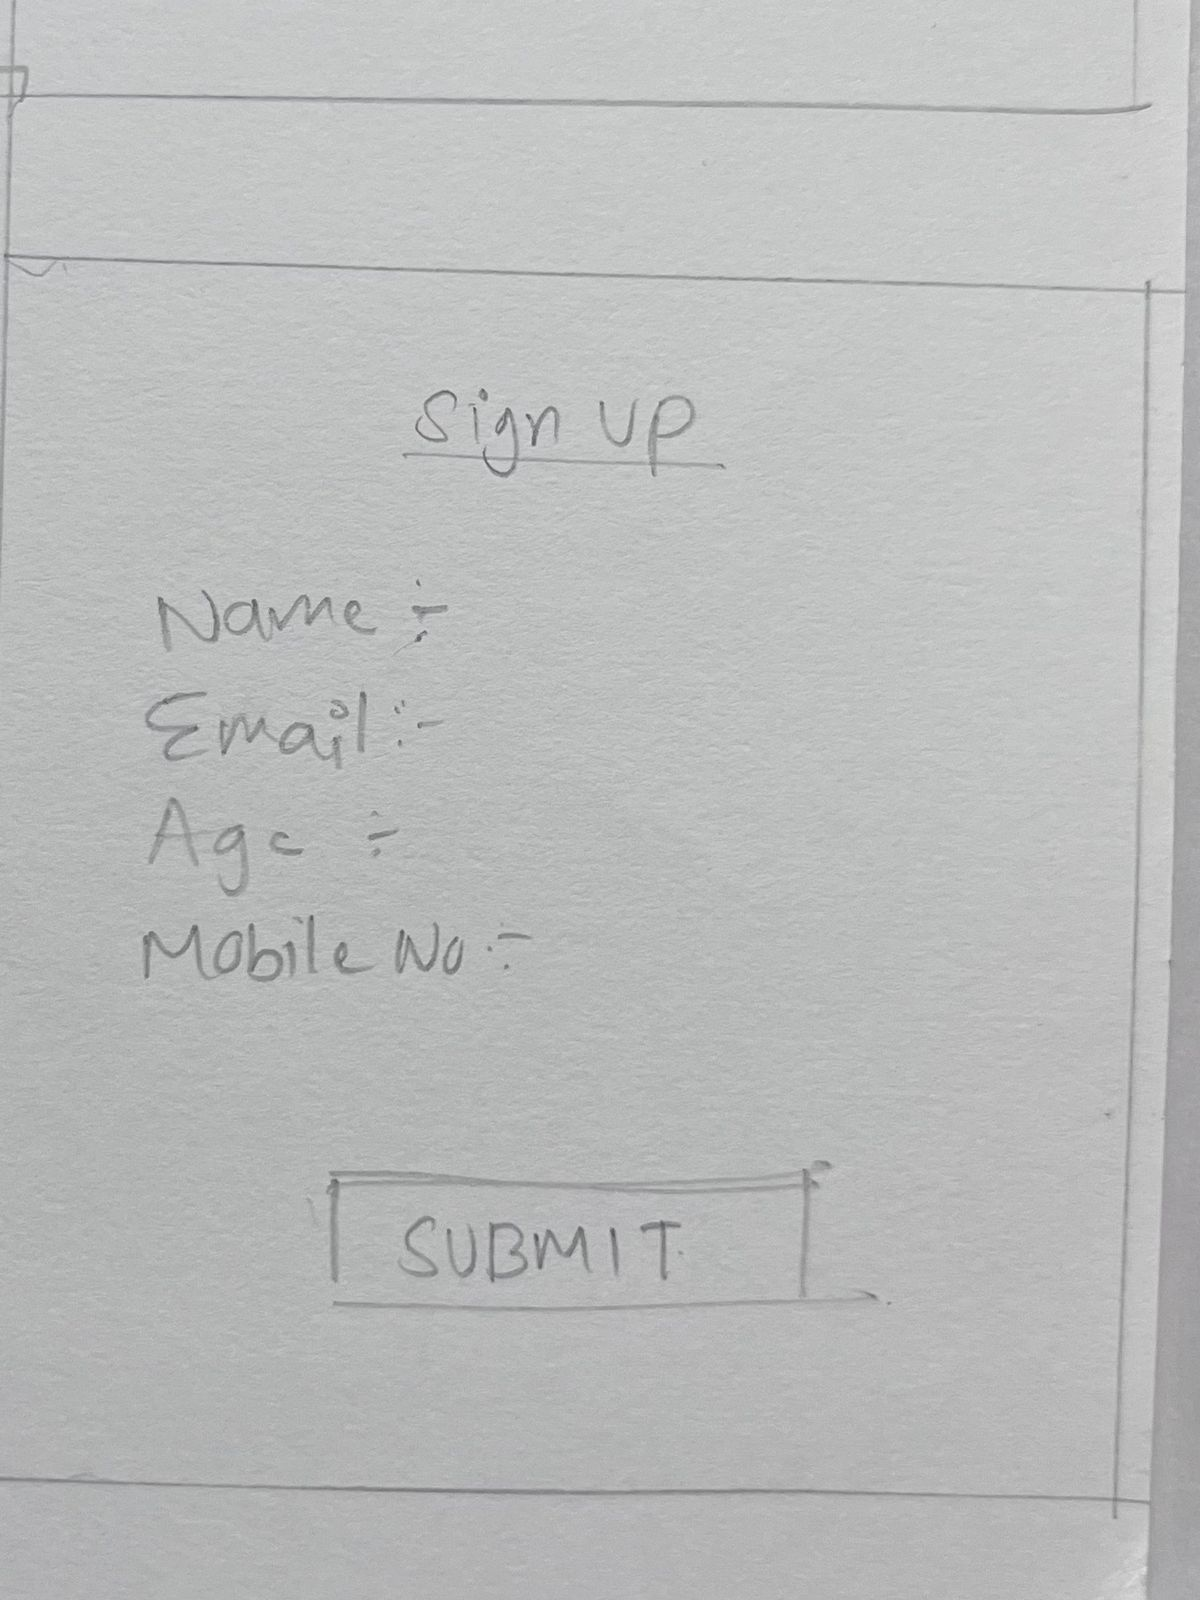 Sign UP
Name :-
Email :-
Age :-
Mobile No :-
SUBMIT